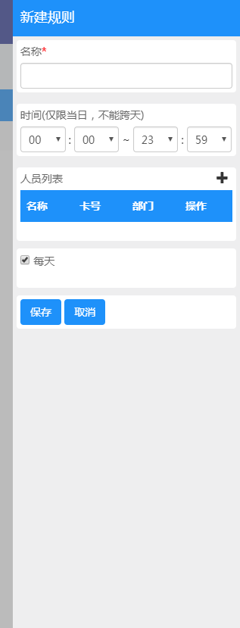 新建规则
名称*
时间(仅限当日，不能跨天)
00 : 00 ~ 23 : 59
人员列表
名称 卡号 部门 操作
每天
保存 取消